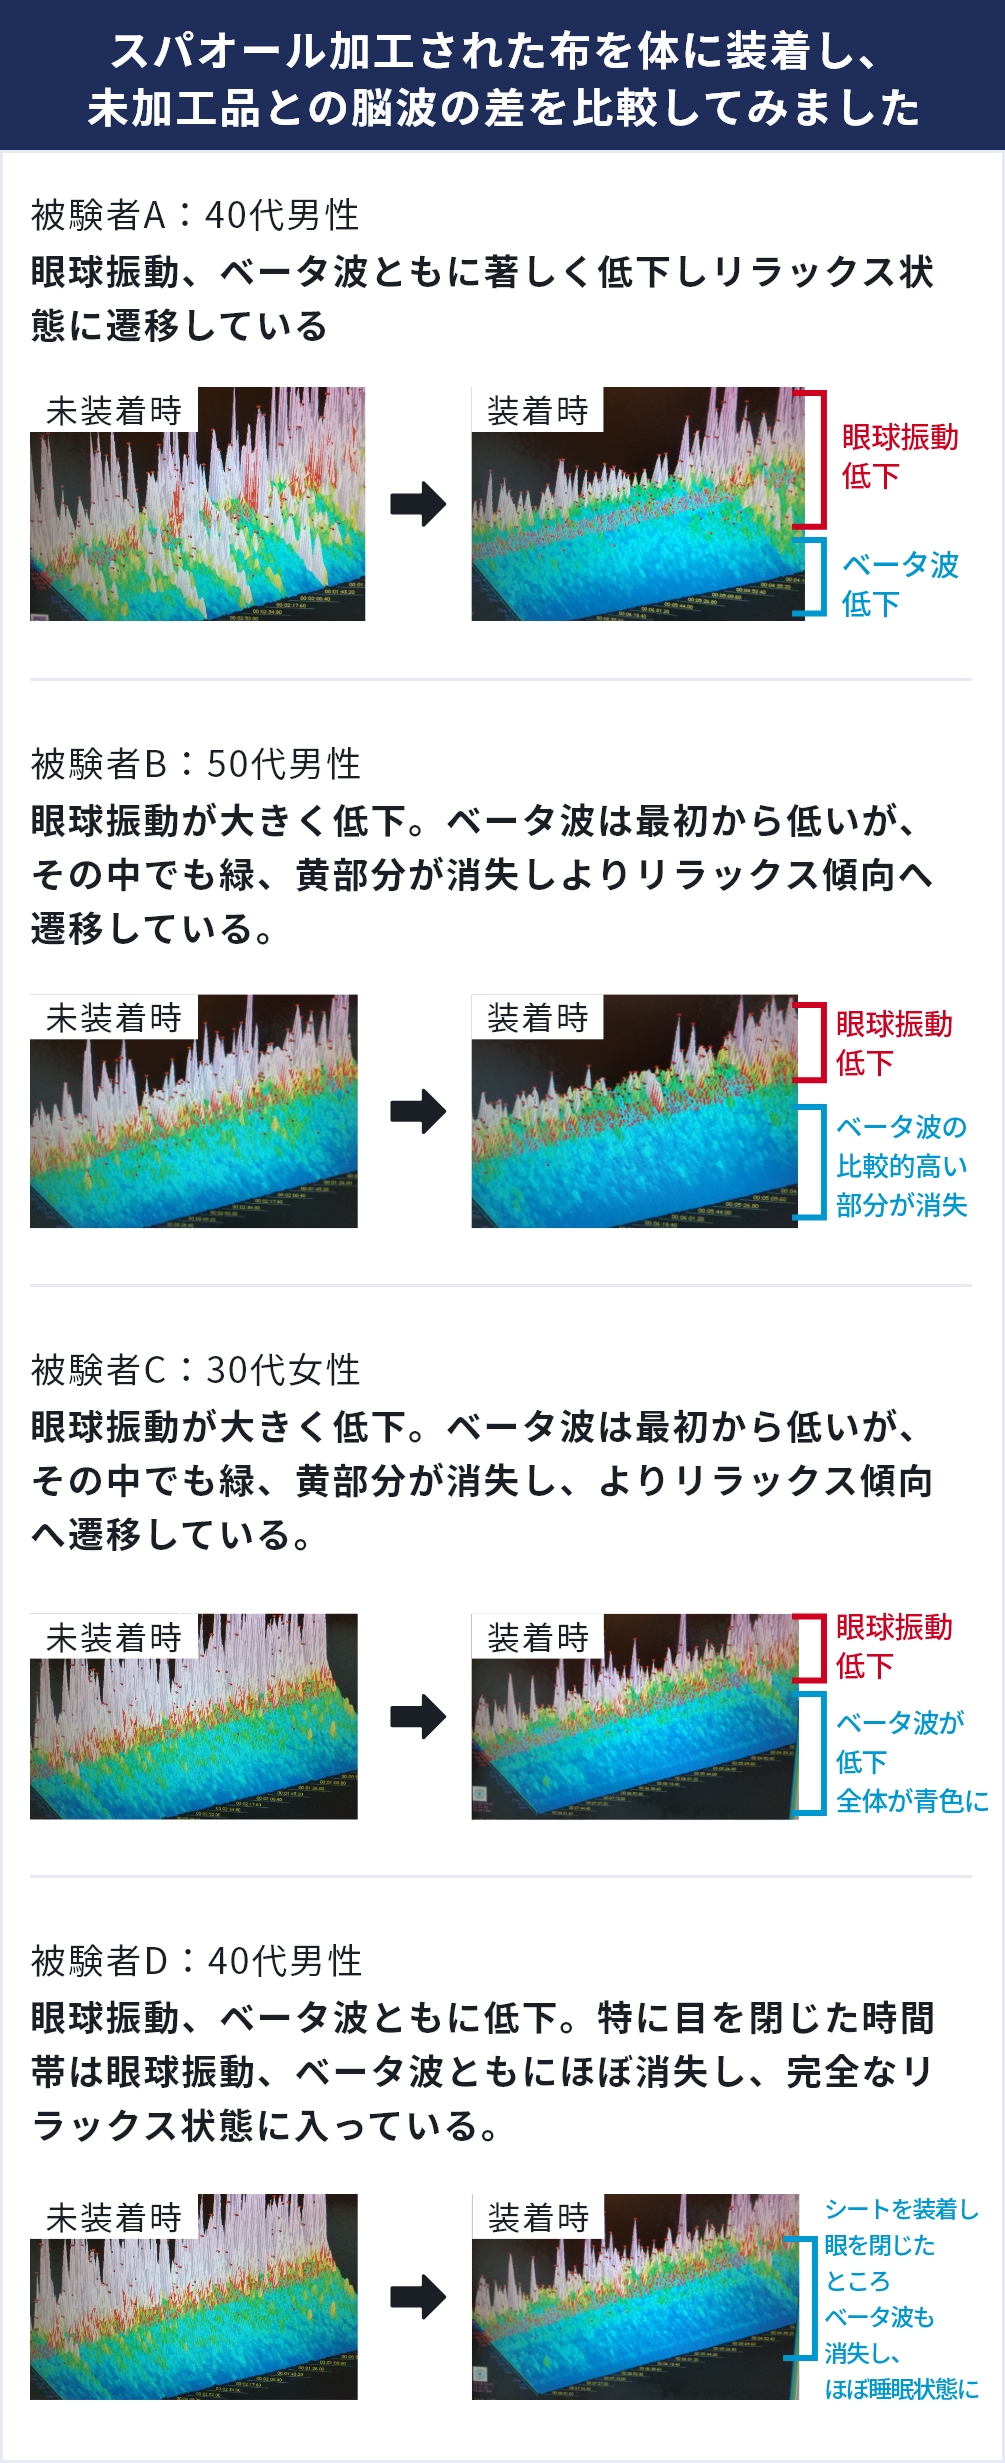 スパオール加工された布を体に装着し、
未加工品との脳波の差を比較してみました
被験者A：40代男性
眼球振動、ベータ波ともに著しく低下しリラックス状
態に遷移している
未装着時
装着時
眼球振動
低下
ベータ波
低下
被験者B：50代男性
眼球振動が大きく低下。ベータ波は最初から低いが、
その中でも緑、黄部分が消失しよりリラックス傾向へ
遷移している。
未装着時
装着時
眼球振動
低下
ベータ波の
比較的高い
部分が消失
被験者C：30代女性
眼球振動が大きく低下。ベータ波は最初から低いが、
その中でも緑、黄部分が消失し、よりリラックス傾向
へ遷移している。
未装着時
装着時
眼球振動
低下
ベータ波が
低下
全体が青色に
被験者D：40代男性
眼球振動、ベータ波ともに低下。特に目を閉じた時間
帯は眼球振動、ベータ波ともにほぼ消失し、完全なリ
ラックス状態に入っている。
未装着時
装着時
シートを装着し
眼を閉じた
ところ
ベータ波も
消失し、
ほぼ睡眠状態に